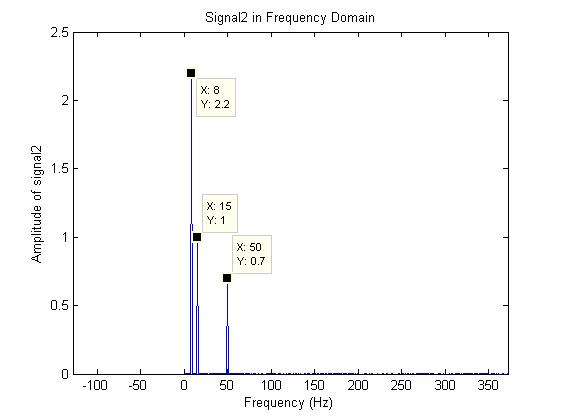 Signal2 in Frequency Domain
2.5
2
1.5
1
0.5
0
Amplitude of signal2
X: 8
Y: 2.2
X: 15
Y: 1
X: 50
Y: 0.7
-100 -50 0 50 100 150 200 250 300 350
Frequency (Hz)